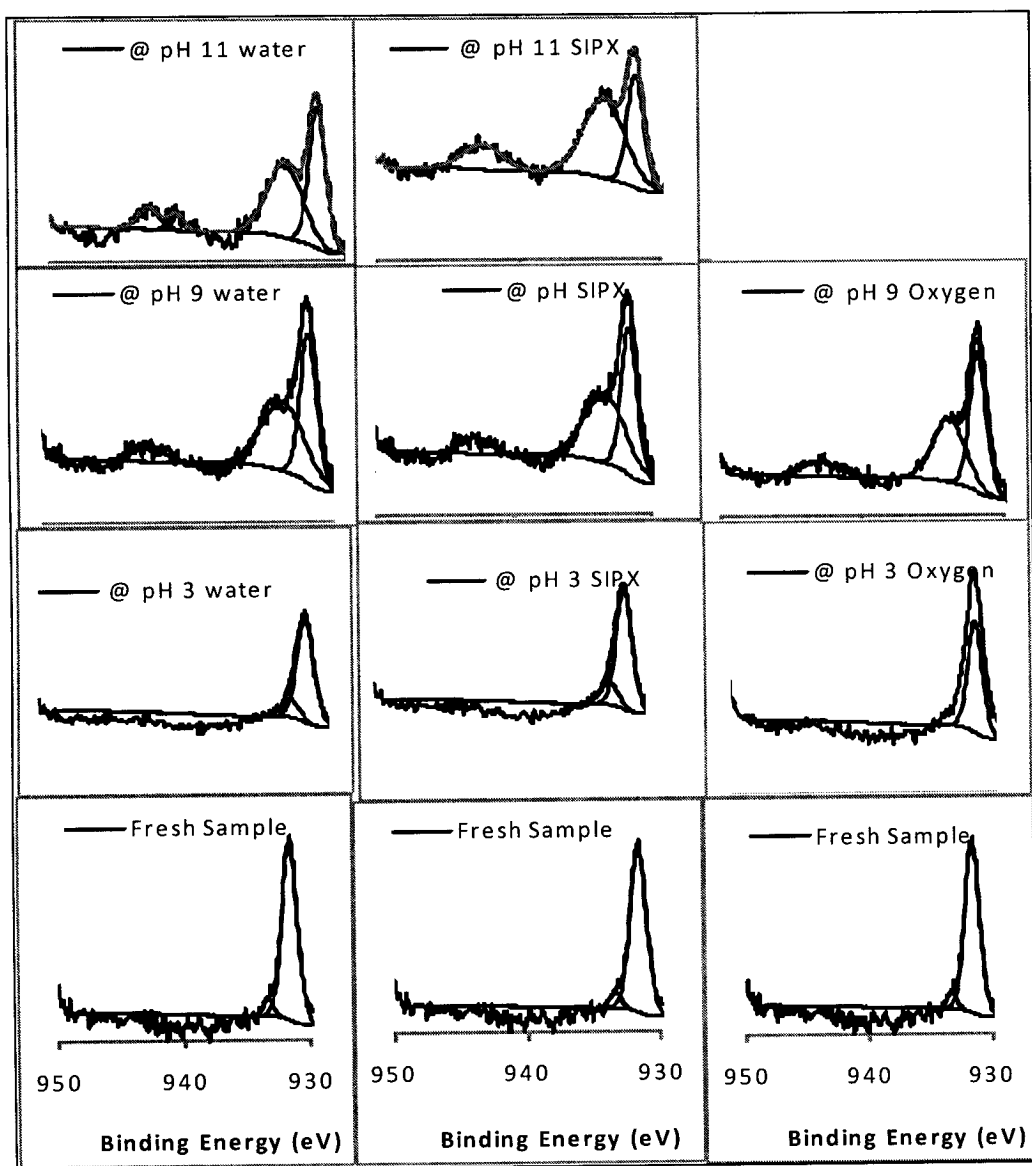 @ pH 11 water
@ pH 11 SIPX
@ pH 9 water
@ pH SIPX
@ pH 9 Oxygen
@ pH 3 water
@ pH 3 SIPX
@ pH 3 Oxygen
Fresh Sample
Fresh Sample
Fresh Sample
950 940 930
950 940 930
950 940 930
Binding Energy (eV)
Binding Energy (eV)
Binding Energy (eV)